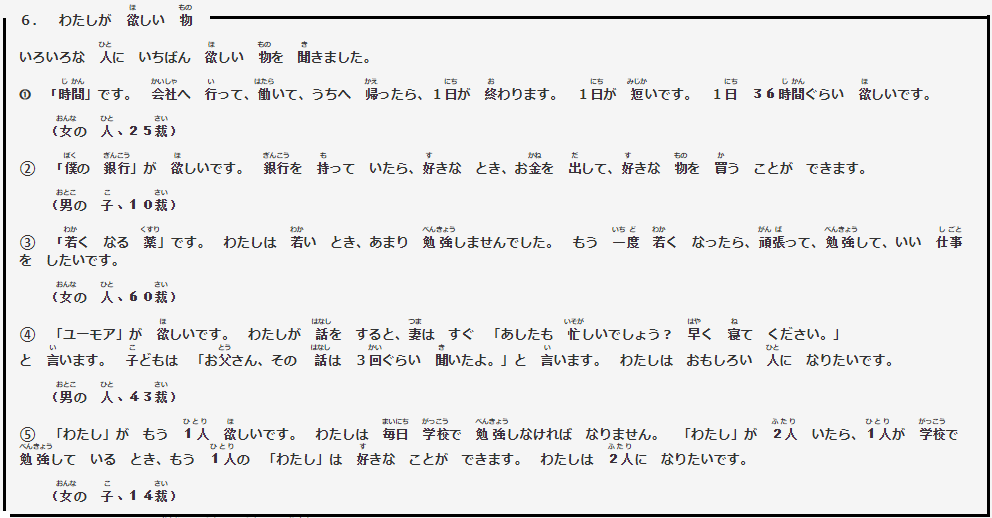 6． わたしが 欲しい 物
いろいろな 人に いちばん 欲しい 物を 聞きました。
① 「時間」です。 会社へ 行って、働いて、うちへ 帰ったら、1日が 終わります。 1日が 短いです。 1日 36時間ぐらい 欲しいです。
（女の 人、25裁）
② 「僕の 銀行」が 欲しいです。 銀行を 持って いたら、好きな とき、お金を 出して、好きな 物を 買う ことが できます。
（男の 子、10裁）
③ 「若く なる 薬」です。 わたしは 若い とき、あまり 勉強しませんでした。 もう 一度 若く なったら、頑張って、勉強して、いい 仕事
を したいです。
（女の 人、60裁）
④ 「ユーモア」が 欲しいです。 わたしが 話を すると、妻は すぐ 「あしたも 忙しいでしょう？ 早く 寝て ください。」
と 言います。 子どもは 「お父さん、その 話は 3回ぐらい 聞いたよ。」と 言います。 わたしは おもしろい 人に なりたいです。
（男の 人、43裁）
⑤ 「わたし」が もう 1人 欲しいです。 わたしは 毎日 学校で 勉強しなければ なりません。 「わたし」が 2人 いたら、1人が 学校で
勉強して いる とき、もう 1人の 「わたし」は 好きな ことが できます。 わたしは 2人に なりたいです。
（女の 子、14裁）